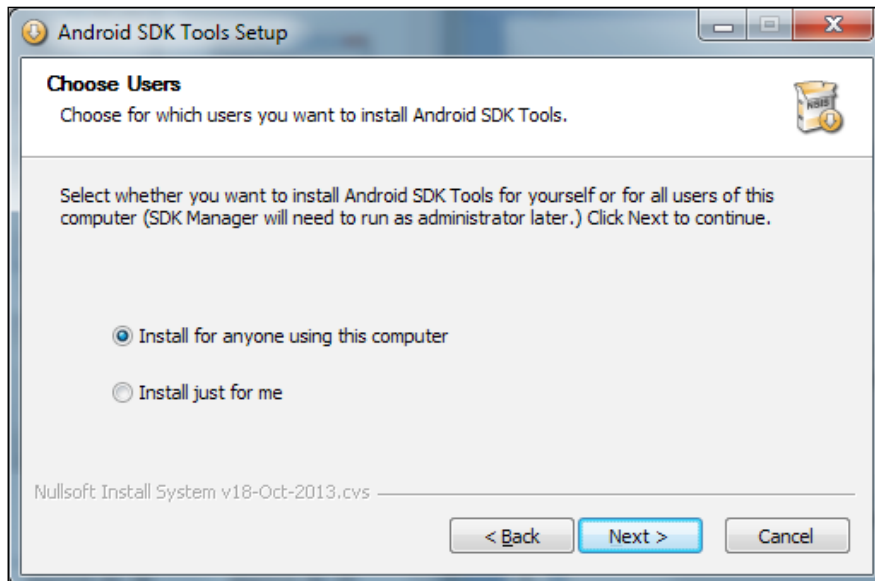 Android SDK Tools Setup
Choose Users
Choose for which users you want to install Android SDK Tools.
NSIS
Select whether you want to install Android SDK Tools for yourself or for all users of this
computer (SDK Manager will need to run as administrator later.) Click Next to continue.
Install for anyone using this computer
Install just for me
Nullsoft Install System v18-Oct-2013.cvs
< Back Next > Cancel